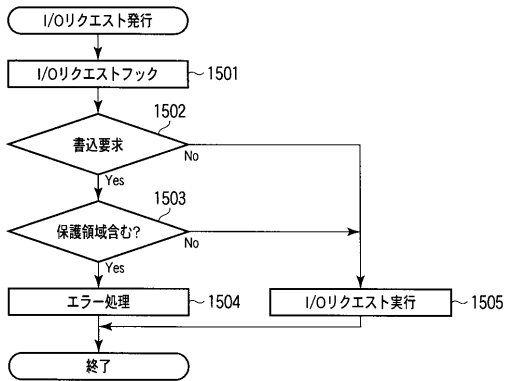 I/Oリクエスト発行
I/Oリクエストフック
1501
1502
書込要求
No
Yes
1503
保護領域含む?
No
Yes
エラー処理
1504
I/Oリクエスト実行
1505
終了